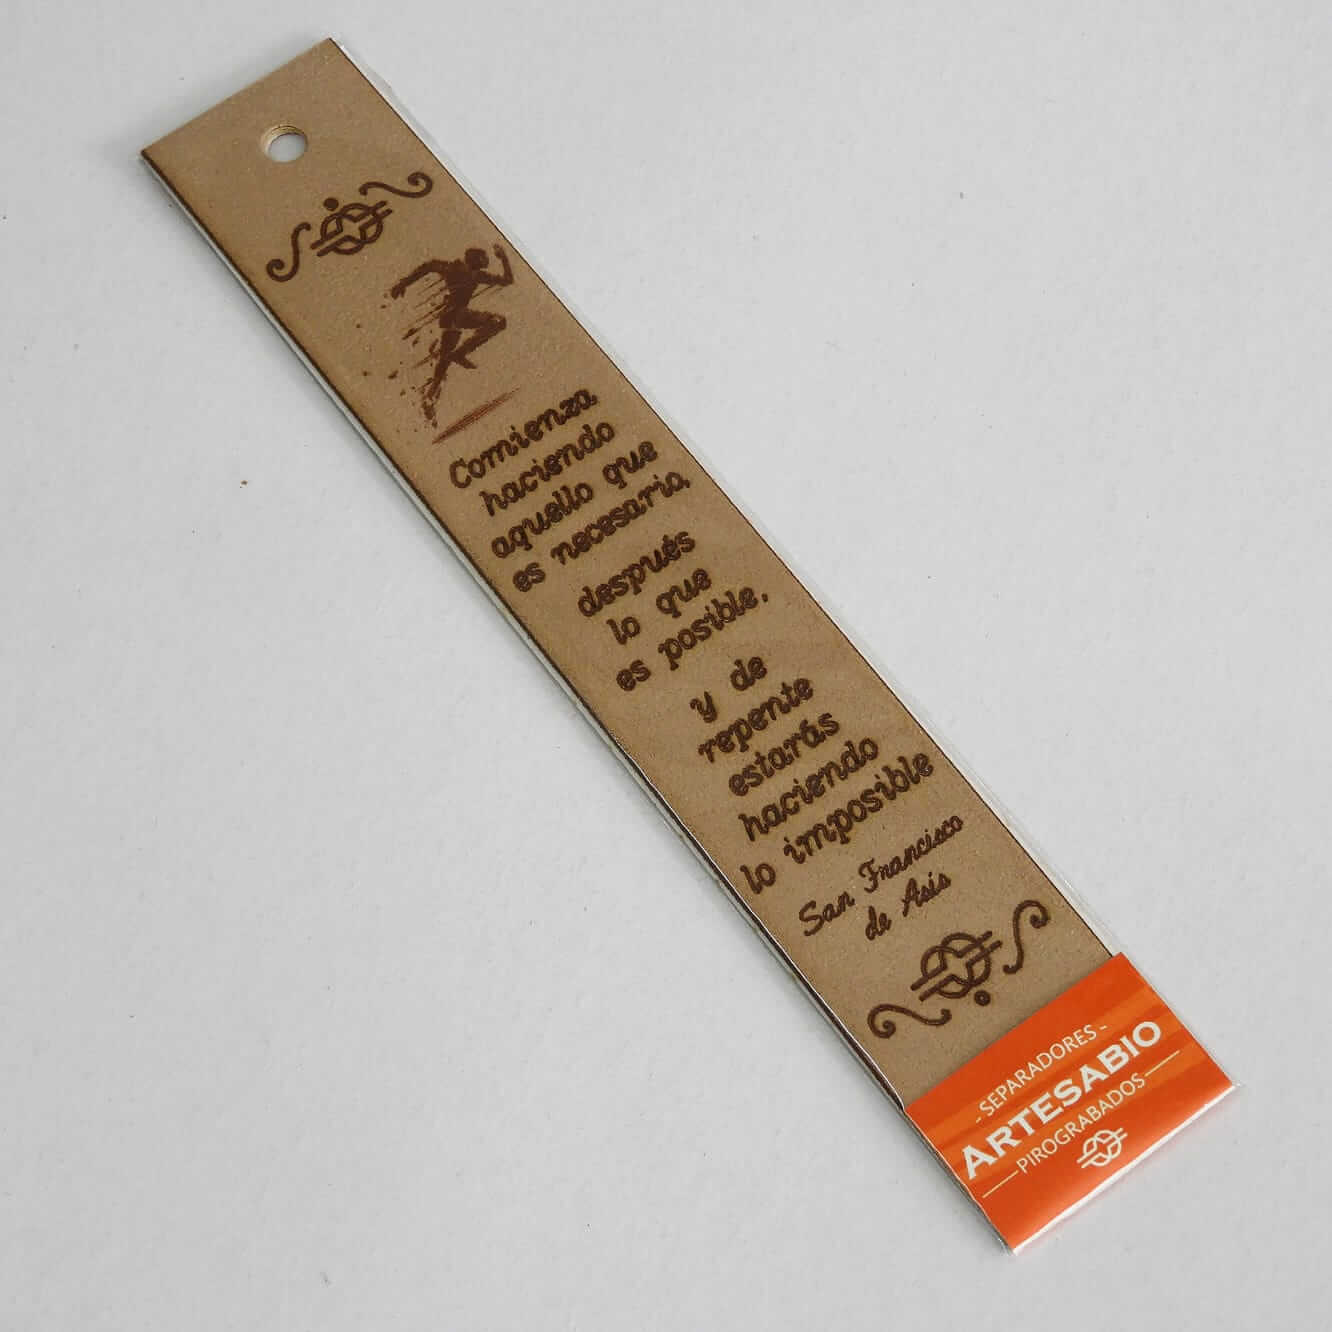 Comienza
haciendo
aquello que
es necesario,
después
lo que
es posible,
y de
repente
estarás
haciendo
lo imposible
San Francisco
de Asis
- SEPARADORES -
ARTESABIO
PIROGRABADOS